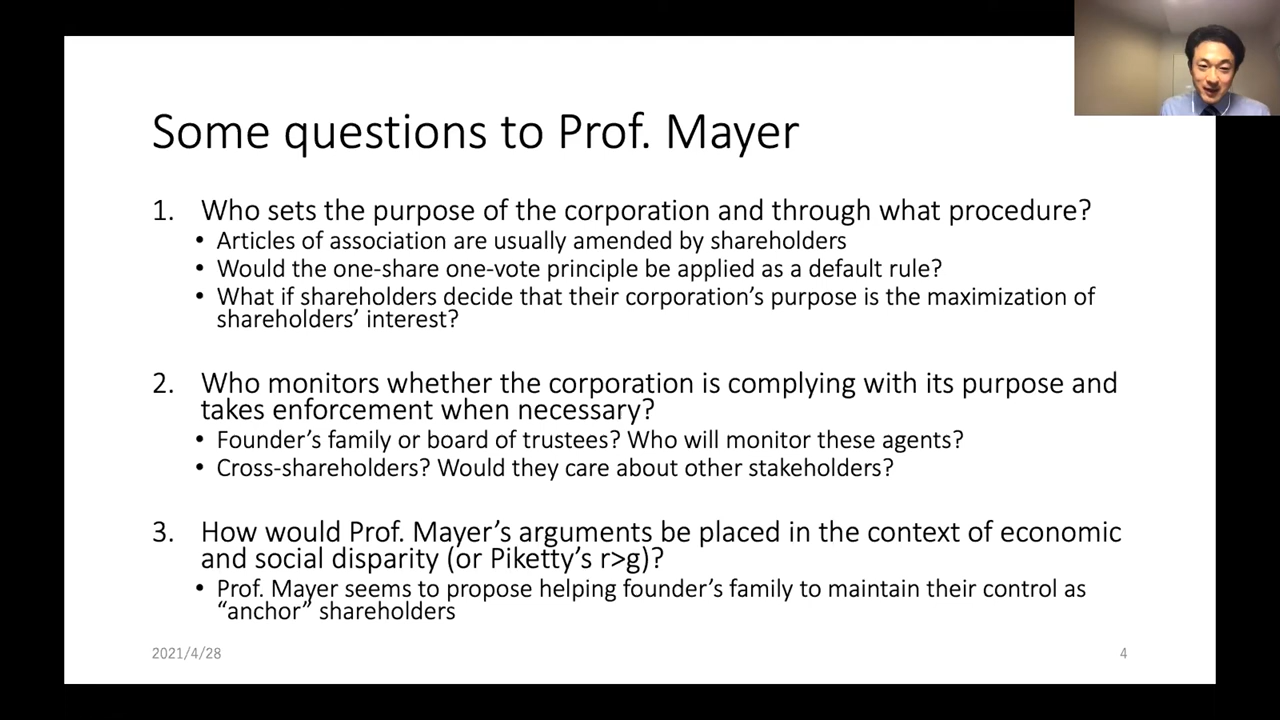 Some questions to Prof. Mayer
1. Who sets the purpose of the corporation and through what procedure?
• Articles of association are usually amended by shareholders
• Would the one-share one-vote principle be applied as a default rule?
• What if shareholders decide that their corporation’s purpose is the maximization of
shareholders’ interest?
2. Who monitors whether the corporation is complying with its purpose and
takes enforcement when necessary?
• Founder’s family or board of trustees? Who will monitor these agents?
• Cross-shareholders? Would they care about other stakeholders?
3. How would Prof. Mayer’s arguments be placed in the context of economic
and social disparity (or Piketty’s r>g)?
• Prof. Mayer seems to propose helping founder’s family to maintain their control as
“anchor” shareholders
2021/4/28
4